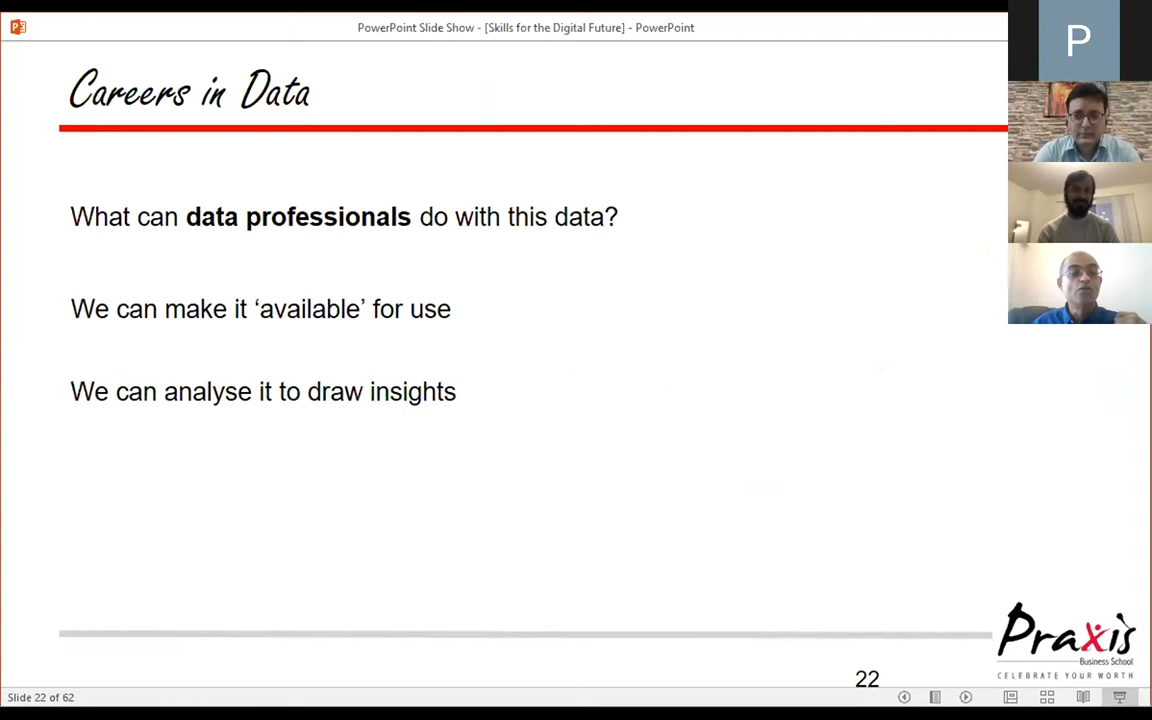 PowerPoint Slide Show - [Skills for the Digital Future] - PowerPoint
P
Careers in Data
What can data professionals do with this data?
We can make it ‘available’ for use
We can analyse it to draw insights
Praxis
Business School
CELEBRATE YOUR WORTH
22
Slide 22 of 62